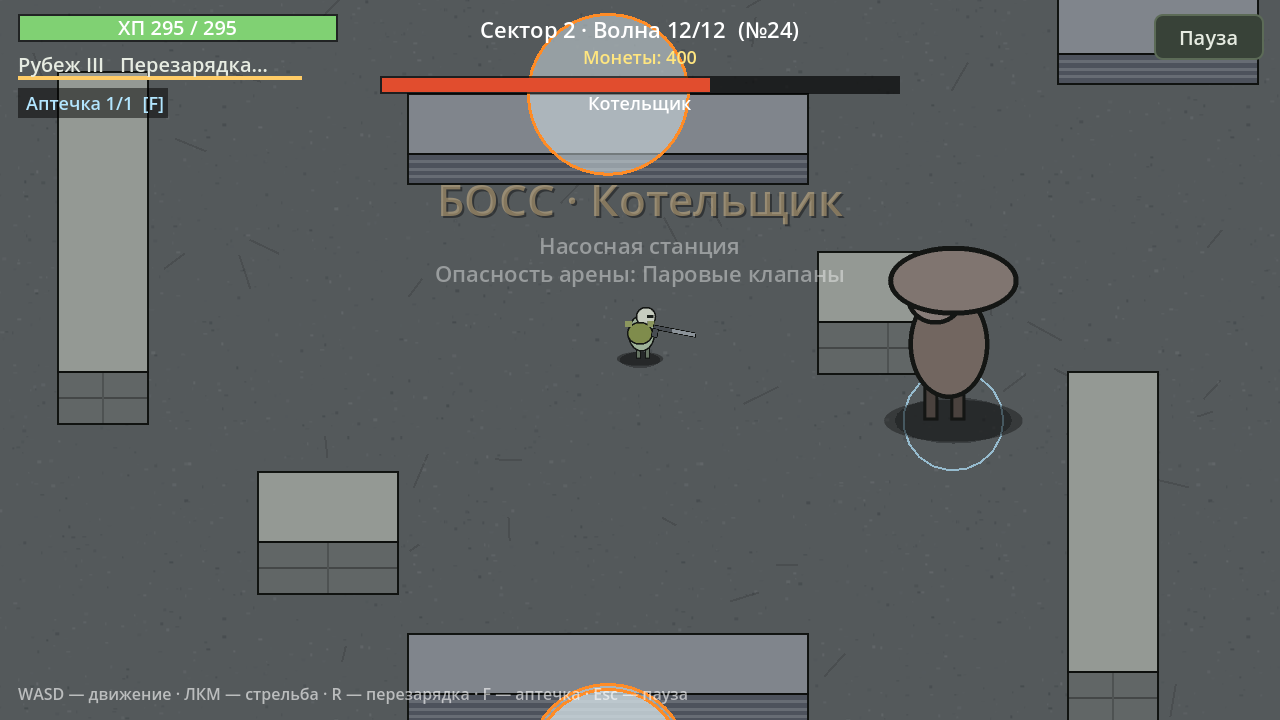 ХП 295 / 295
Сектор 2 · Волна 12/12 (№24)
Монеты: 400
Пауза
Рубеж III Перезарядка...
Аптечка 1/1 [F]
Котельщик
БОСС · Котельщик
Насосная станция
Опасность арены: Паровые клапаны
WASD — движение · ЛКМ — стрельба · R — перезарядка · F — аптечка · Esc — пауза